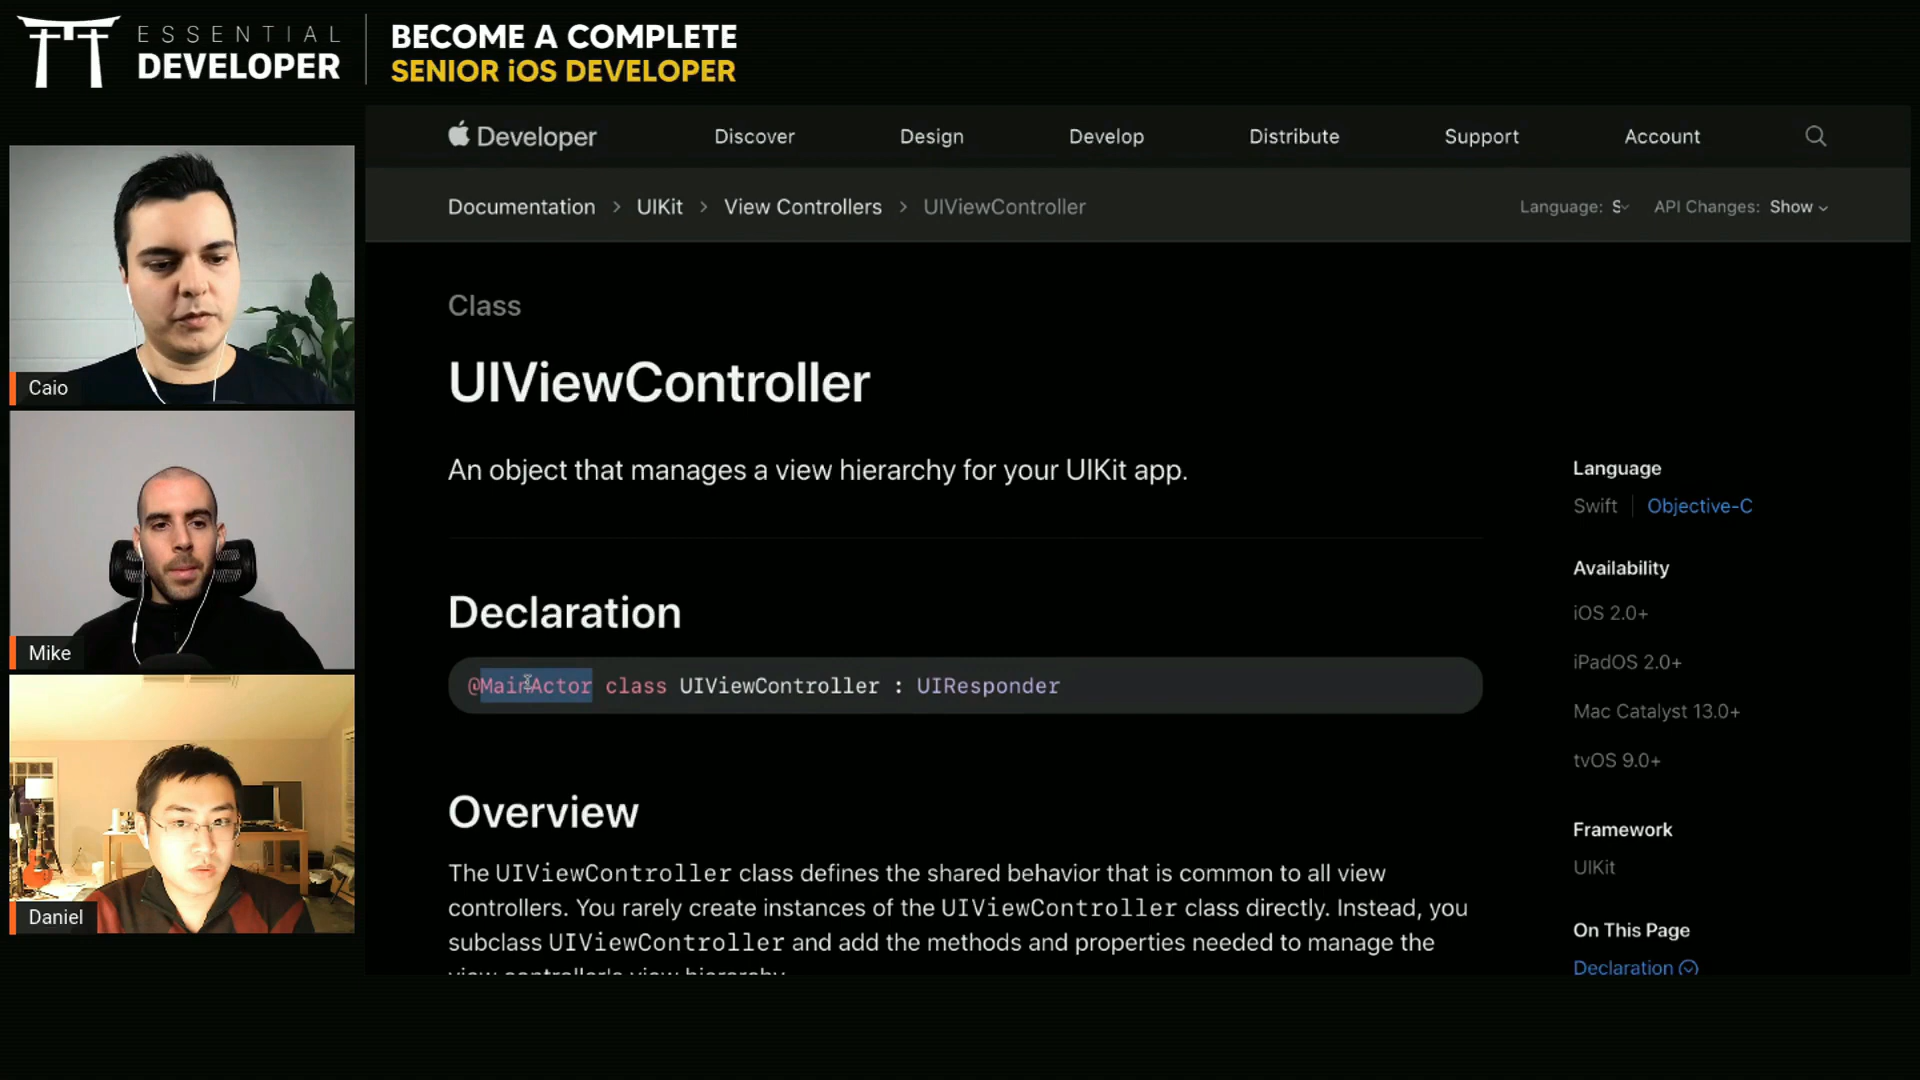 ESSENTIAL
DEVELOPER
BECOME A COMPLETE
SENIOR iOS DEVELOPER
Developer
Discover
Design
Develop
Distribute
Support
Account
Documentation > UIKit > View Controllers > UIViewController
Language: S
API Changes: Show
Class
UIViewController
An object that manages a view hierarchy for your UIKit app.
Declaration
@MainActor class UIViewController : UIResponder
Overview
The UIViewController class defines the shared behavior that is common to all view
controllers. You rarely create instances of the UIViewController class directly. Instead, you
subclass UIViewController and add the methods and properties needed to manage the
view controller's view hierarchy.
Language
Swift
Objective-C
Availability
iOS 2.0+
iPadOS 2.0+
Mac Catalyst 13.0+
tvOS 9.0+
Framework
UIKit
On This Page
Declaration
Caio
Mike
Daniel